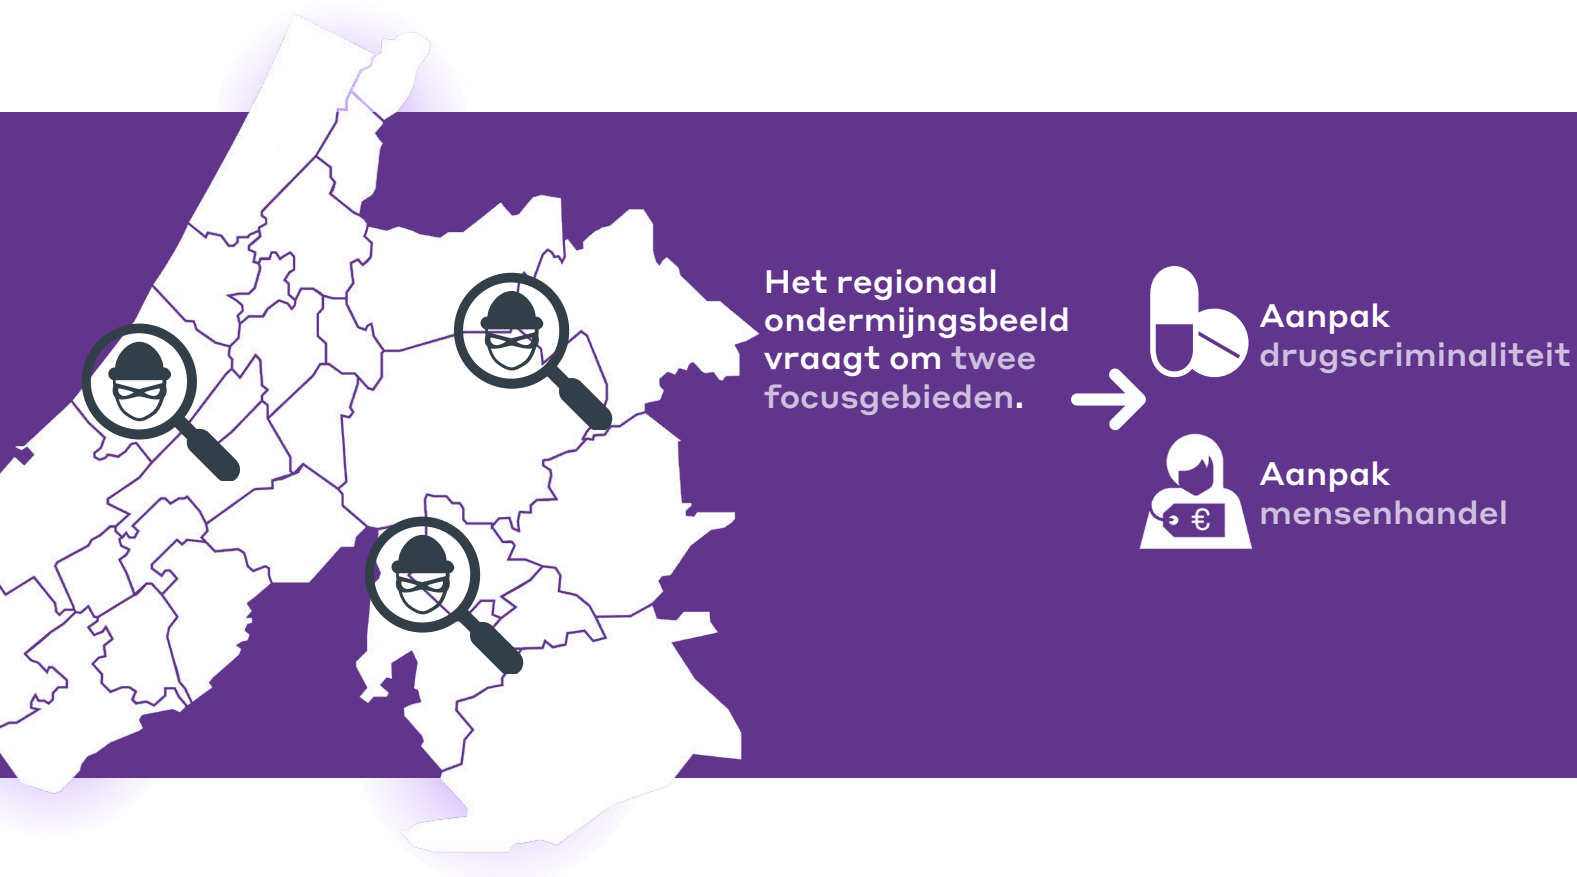 Het regionaal
ondermijngsbeeld
vraagt om twee
focusgebieden.
Aanpak
drugscriminaliteit
Aanpak
mensenhandel
€